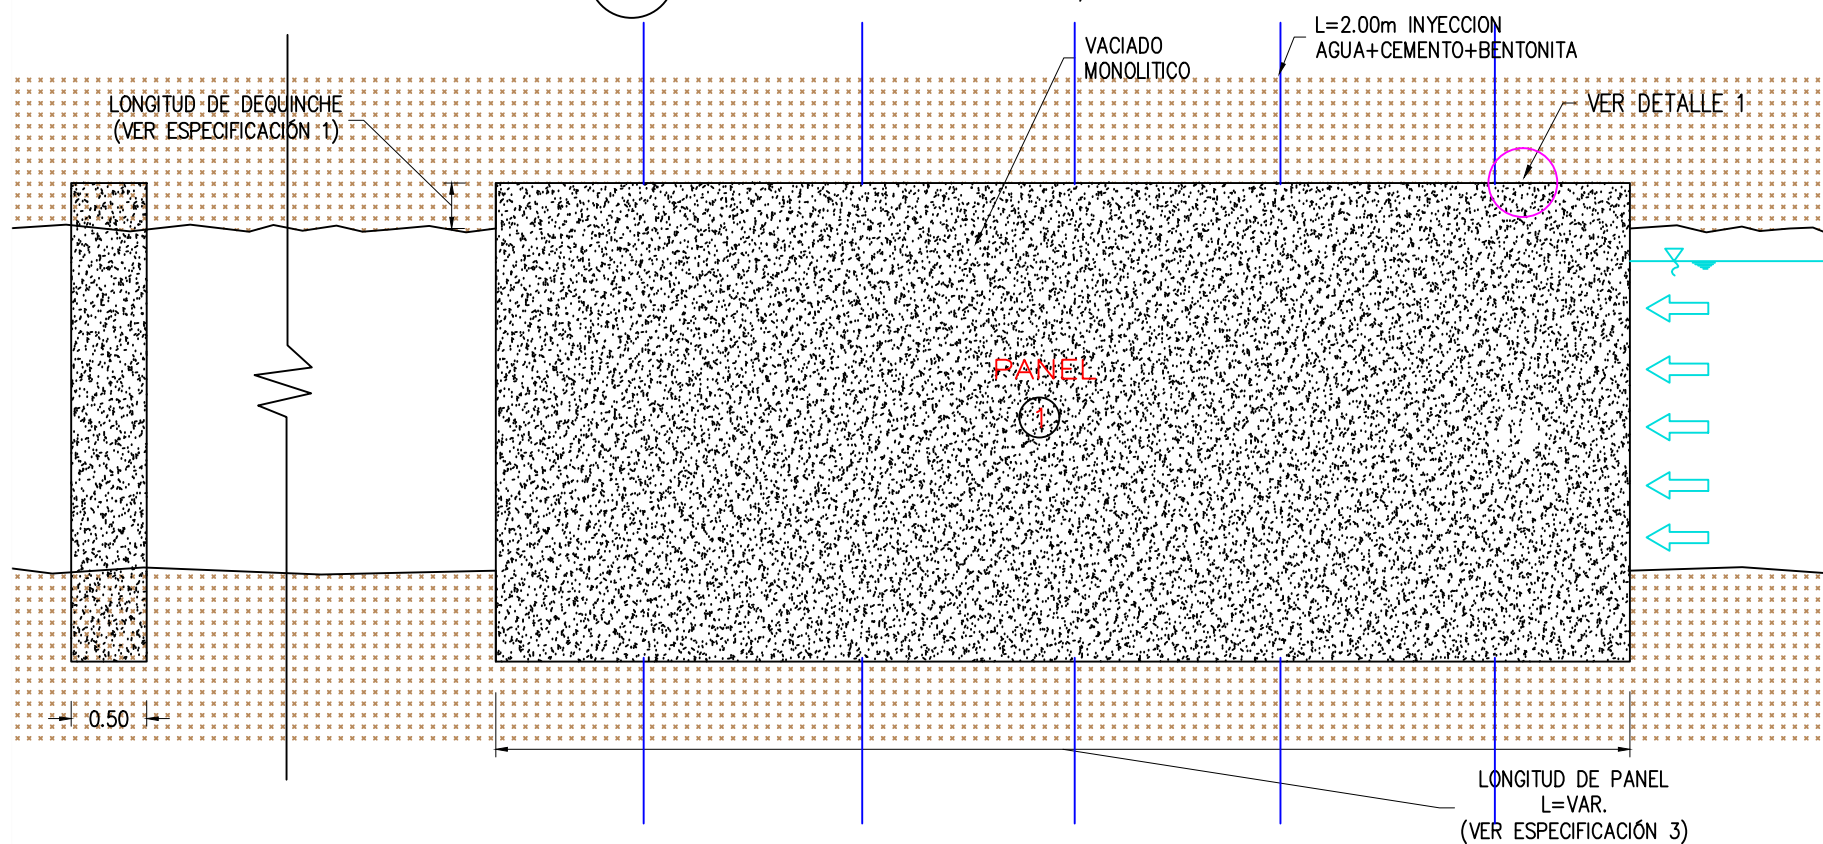 L=2.00m INYECCION
AGUA+CEMENTO+BENTONITA
VACIADO
MONOLITICO
LONGITUD DE DEQUINCHE
(VER ESPECIFICACIÓN 1)
VER DETALLE 1
PANEL
1
0.50
LONGITUD DE PANEL
L=VAR.
(VER ESPECIFICACIÓN 3)